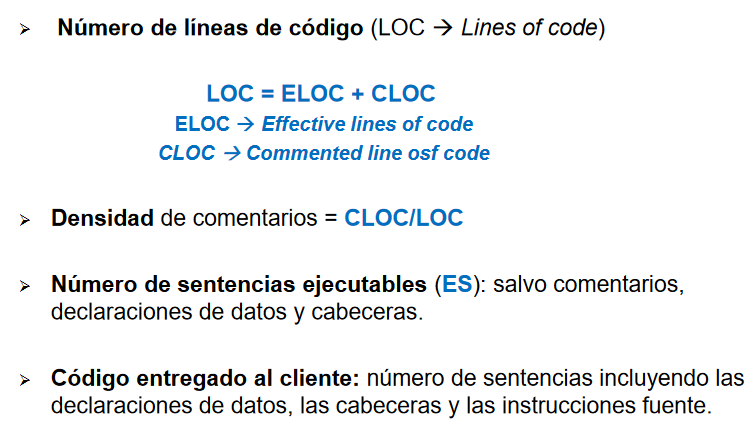 ➢ Número de líneas de código (LOC → Lines of code)
LOC = ELOC + CLOC
ELOC → Effective lines of code
CLOC → Commented line osf code
➢ Densidad de comentarios = CLOC/LOC
➢ Número de sentencias ejecutables (ES): salvo comentarios,
declaraciones de datos y cabeceras.
➢ Código entregado al cliente: número de sentencias incluyendo las
declaraciones de datos, las cabeceras y las instrucciones fuente.